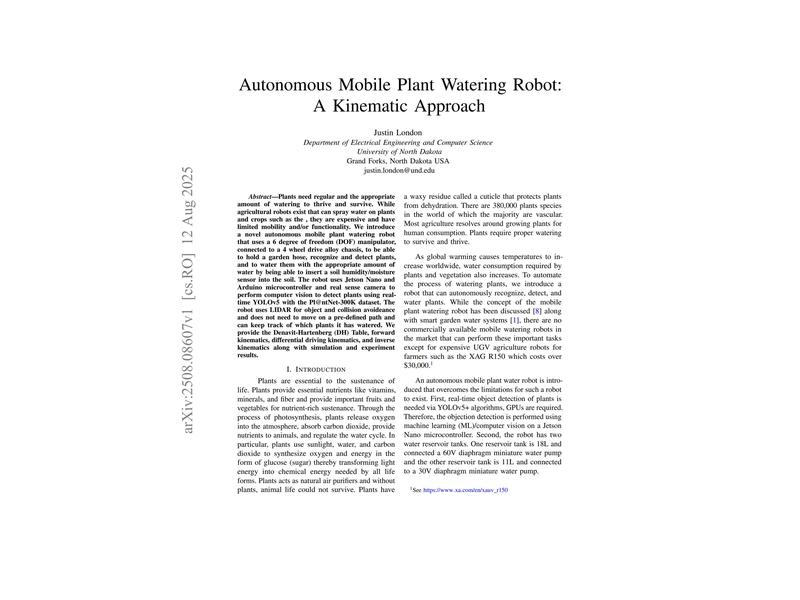 Autonomous Mobile Plant Watering Robot:
A Kinematic Approach
Justin London
Department of Electrical Engineering and Computer Science
University of North Dakota
Grand Forks, North Dakota USA
justin.london@und.edu
arXiv:2508.08607v1 [cs.RO] 12 Aug 2025
Abstract—Plants need regular and the appropriate
amount of watering to thrive and survive. While
agricultural robots exist that can spray water on plants
and crops such as the , they are expensive and have
limited mobility and/or functionality. We introduce
a novel autonomous mobile plant watering robot
that uses a 6 degree of freedom (DOF) manipulator,
connected to a 4 wheel drive alloy chassis, to be able
to hold a garden hose, recognize and detect plants,
and to water them with the appropriate amount of
water by being able to insert a soil humidity/moisture
sensor into the soil. The robot uses Jetson Nano and
Arduino microcontroller and real sense camera to
perform computer vision to detect plants using real-
time YOLOv5 with the Pl@ntNet-300K dataset. The
robot uses LIDAR for object and collision avoideance
and does not need to move on a pre-defined path and
can keep track of which plants it has watered. We
provide the Denavit-Hartenberg (DH) Table, forward
kinematics, differential driving kinematics, and inverse
kinematics along with simulation and experiment
results.
I. Introduction
Plants are essential to the sustenance of
life. Plants provide essential nutrients like vitamins,
minerals, and fiber and provide important fruits and
vegetables for nutrient-rich sustenance. Through the
process of photosynthesis, plants release oxygen
into the atmosphere, absorb carbon dioxide, provide
nutrients to animals, and regulate the water cycle. In
particular, plants use sunlight, water, and carbon
dioxide to synthesize oxygen and energy in the
form of glucose (sugar) thereby transforming light
energy into chemical energy needed by all life
forms. Plants acts as natural air purifiers and without
plants, animal life could not survive. Plants have
a waxy residue called a cuticle that protects plants
from dehydration. There are 380,000 plants species
in the world of which the majority are vascular.
Most agriculture resolves around growing plants for
human consumption. Plants require proper watering
to survive and thrive.
As global warming causes temperatures to in-
crease worldwide, water consumption required by
plants and vegetation also increases. To automate
the process of watering plants, we introduce a
robot that can autonomously recognize, detect, and
water plants. While the concept of the mobile
plant watering robot has been discussed [8] along
with smart garden water systems [1], there are no
commercially available mobile watering robots in
the market that can perform these important tasks
except for expensive UGV agriculture robots for
farmers such as the XAG R150 which costs over
$30,000.1
An autonomous mobile plant water robot is intro-
duced that overcomes the limitations for such a robot
to exist. First, real-time object detection of plants is
needed via YOLOv5+ algorithms, GPUs are required.
Therefore, the objection detection is performed using
machine learning (ML)/computer vision on a Jetson
Nano microcontroller. Second, the robot has two
water reservoir tanks. One reservoir tank is 18L and
connected a 60V diaphragm miniature water pump
and the other reservoir tank is 11L and connected
to a 30V diaphragm miniature water pump.
1See https://www.xa.com/en/xauv_r150